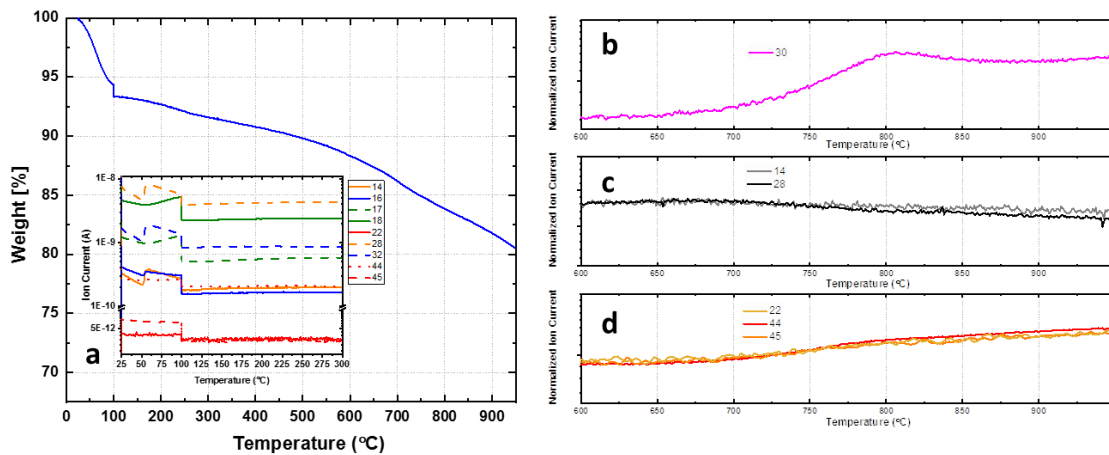 100
95
90
85
80
75
70
Weight [%]
0 100 200 300 400 500 600 700 800 900
Temperature (°C)
a
1E-8
1E-9
1E-10
5E-12
Ion Current (A)
25 50 75 100 125 150 175 200 225 250 275 300
Temperature (°C)
14
16
17
18
22
28
32
44
45
b
30
Normalized Ion Current
600 650 700 750 800 850 900
Temperature (°C)
c
14
28
Normalized Ion Current
600 650 700 750 800 850 900
Temperature (°C)
d
22
44
45
Normalized Ion Current
600 650 700 750 800 850 900
Temperature (°C)